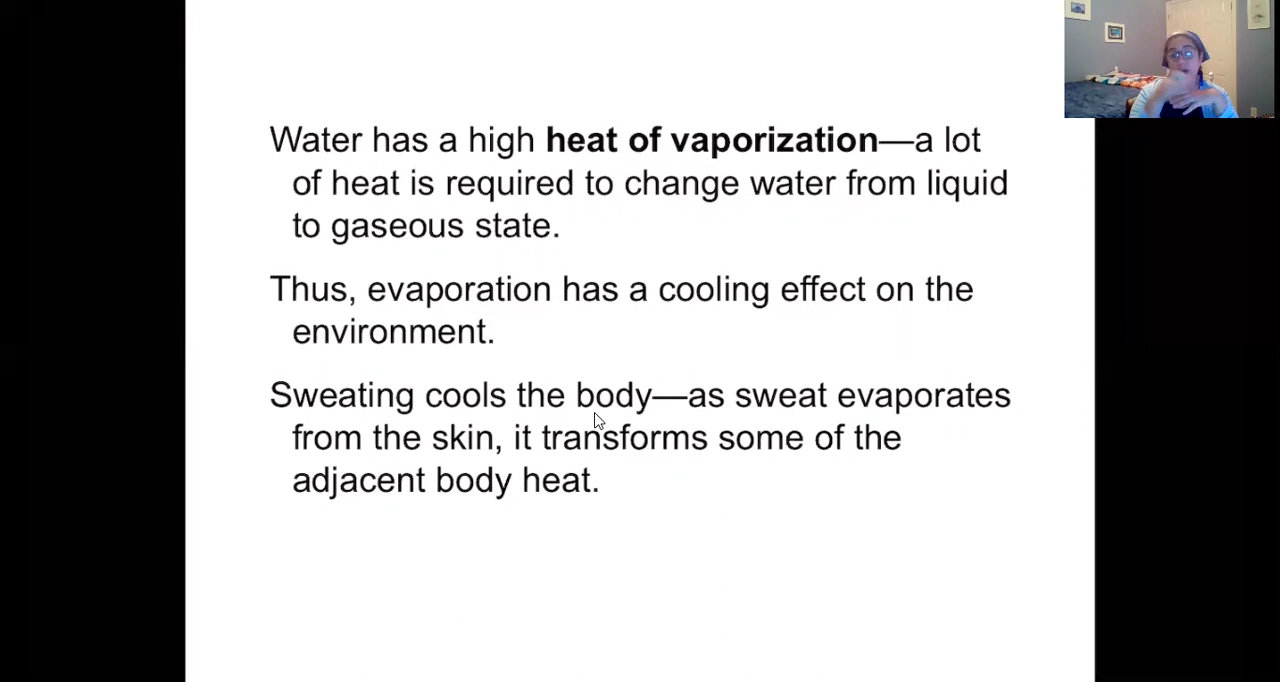 Water has a high heat of vaporization—a lot
of heat is required to change water from liquid
to gaseous state.
Thus, evaporation has a cooling effect on the
environment.
Sweating cools the body—as sweat evaporates
from the skin, it transforms some of the
adjacent body heat.